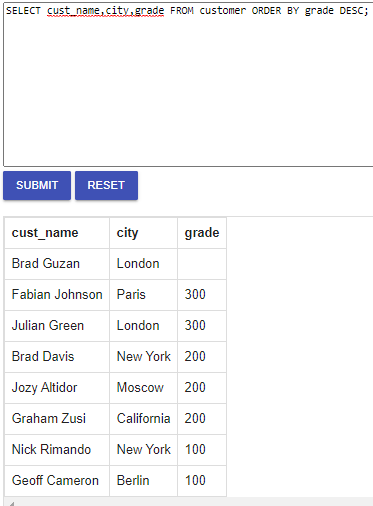 SELECT cust_name,city,grade FROM customer ORDER BY grade DESC;
SUBMIT RESET
cust_name city grade
Brad Guzan London
Fabian Johnson Paris 300
Julian Green London 300
Brad Davis New York 200
Jozy Altidor Moscow 200
Graham Zusi California 200
Nick Rimando New York 100
Geoff Cameron Berlin 100